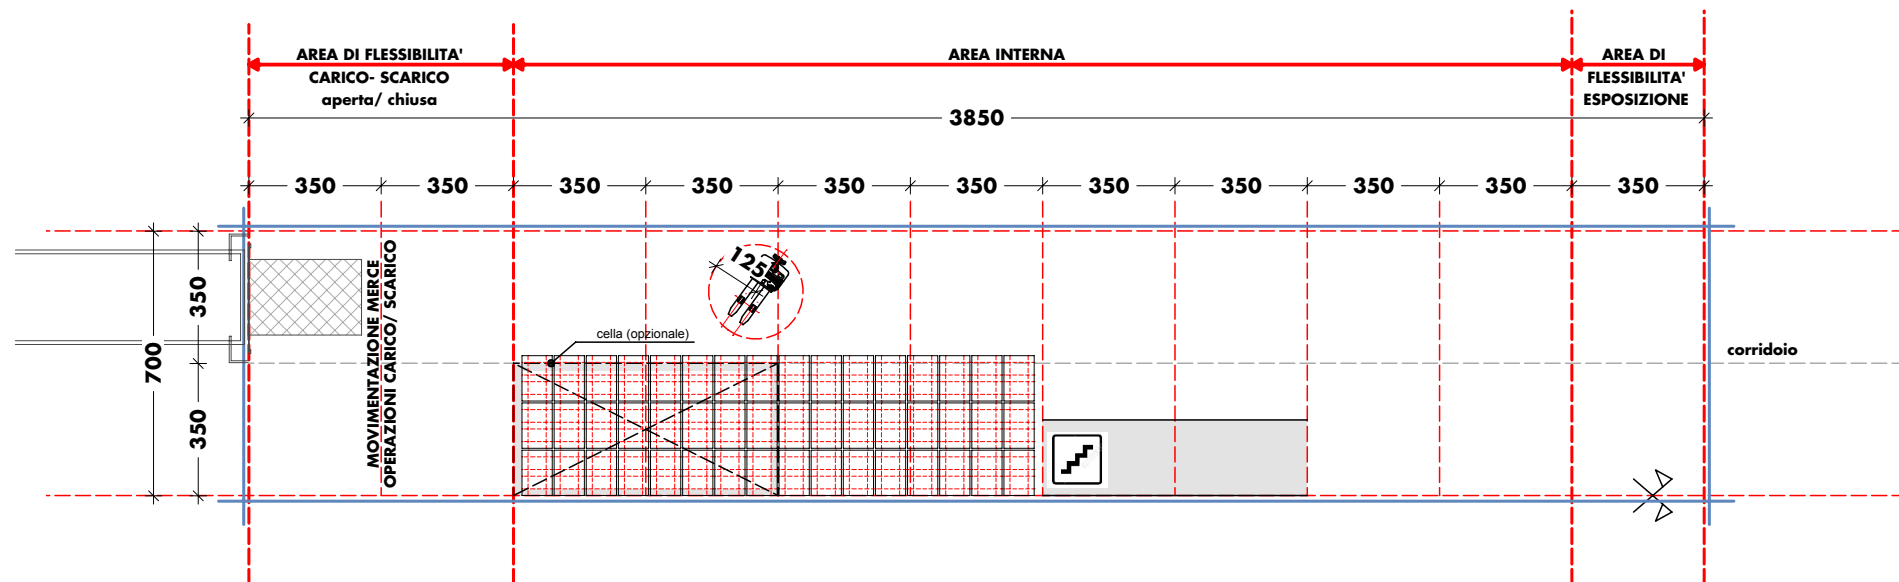 AREA DI FLESSIBILITA'
CARICO- SCARICO
aperta/ chiusa
AREA INTERNA
AREA DI
FLESSIBILITA'
ESPOSIZIONE
3850
350 350 350 350 350 350 350 350 350 350 350
700
350
350
MOVIMENTAZIONE MERCE
OPERAZIONI CARICO/ SCARICO
125
cella (opzionale)
corridoio